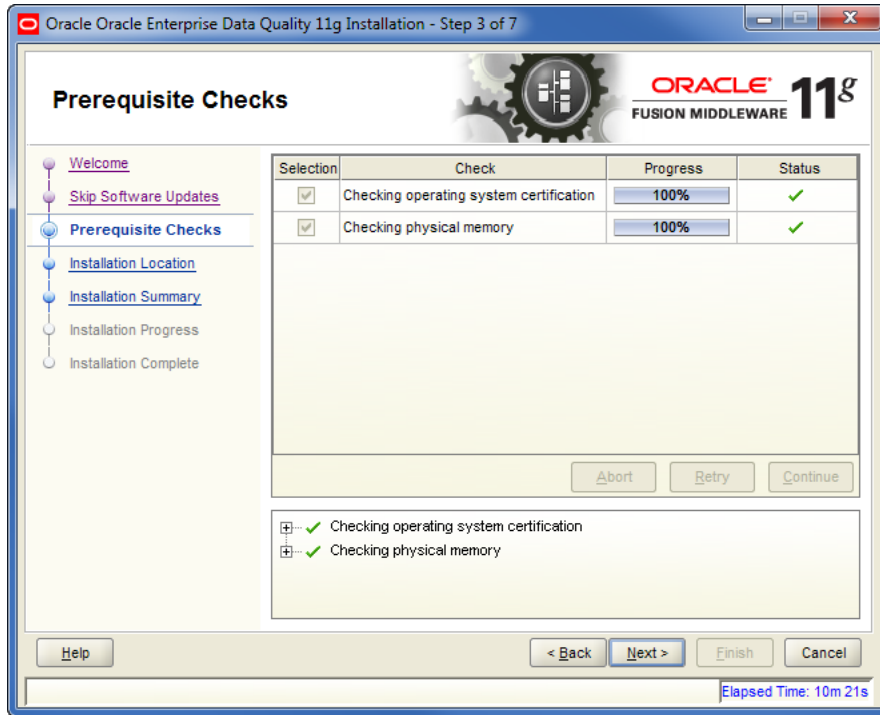 Oracle Oracle Enterprise Data Quality 11g Installation - Step 3 of 7
Prerequisite Checks
ORACLE
FUSION MIDDLEWARE 11g
Welcome
Skip Software Updates
Prerequisite Checks
Installation Location
Installation Summary
Installation Progress
Installation Complete
Selection Check Progress Status
Checking operating system certification 100%
Checking physical memory 100%
Abort Retry Continue
Checking operating system certification
Checking physical memory
Help < Back Next > Finish Cancel
Elapsed Time: 10m 21s